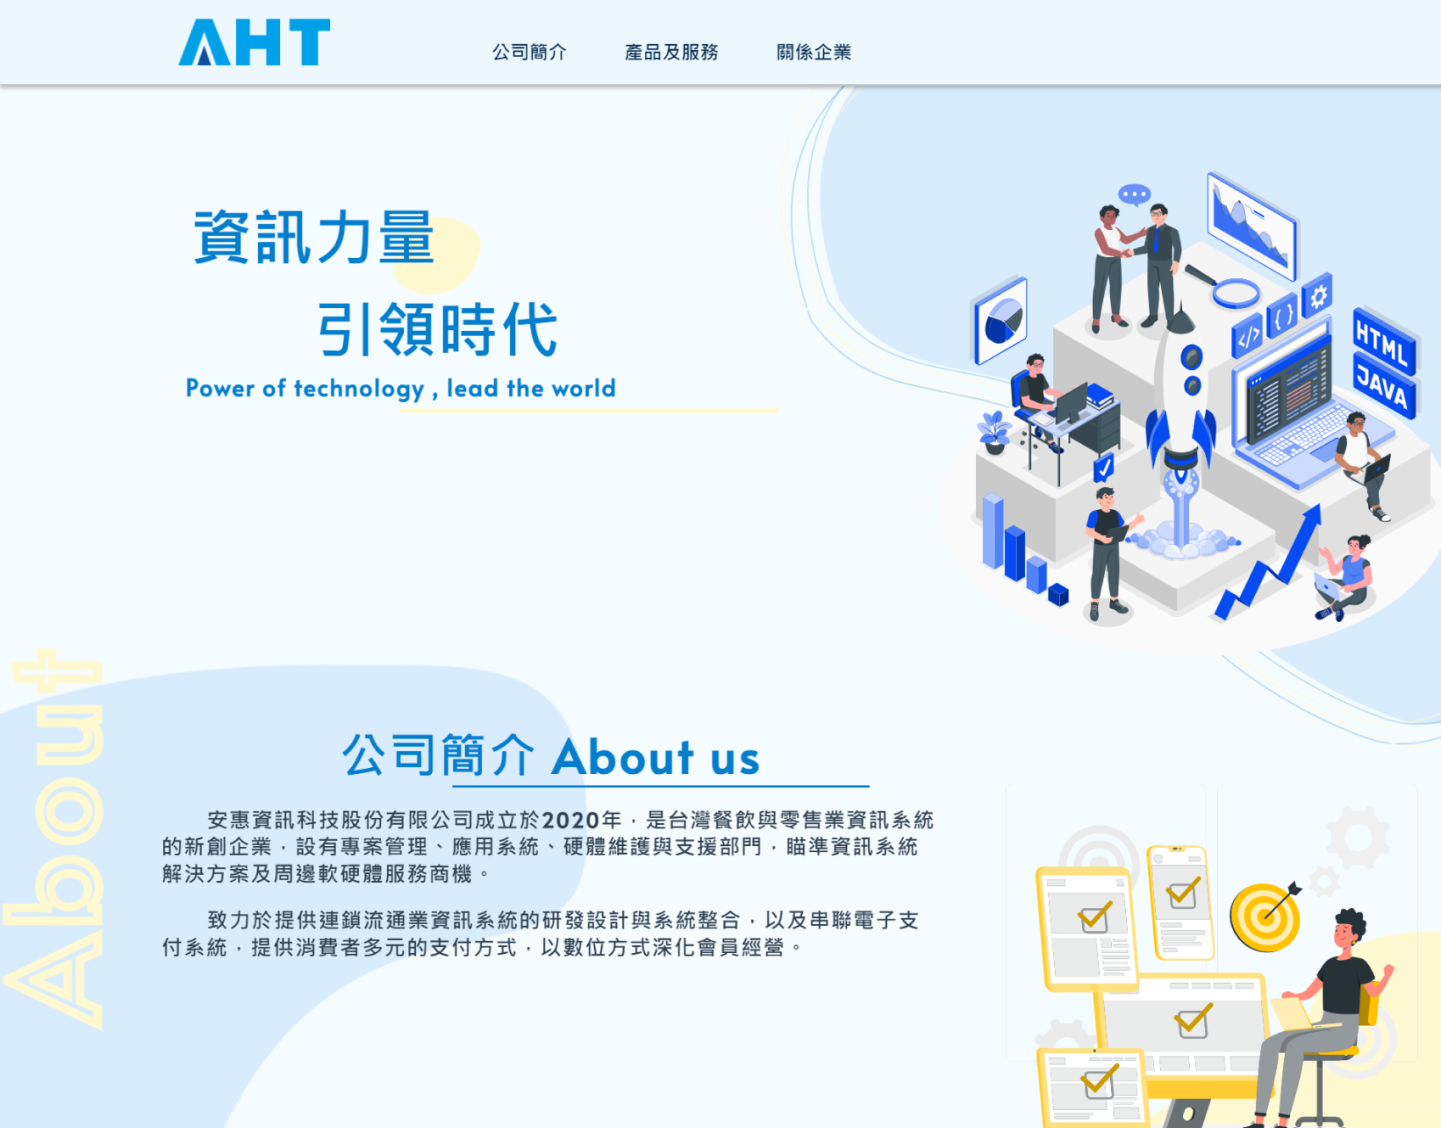 AHT
公司簡介
產品及服務
關係企業
資訊力量
引領時代
Power of technology , lead the world
</>
{ }
HTML
JAVA
About
公司簡介 About us
安惠資訊科技股份有限公司成立於2020年，是台灣餐飲與零售業資訊系統
的新創企業，設有專案管理、應用系統、硬體維護與支援部門，瞄準資訊系統
解決方案及周邊軟硬體服務商機。
致力於提供連鎖流通業資訊系統的研發設計與系統整合，以及串聯電子支
付系統，提供消費者多元的支付方式，以數位方式深化會員經營。